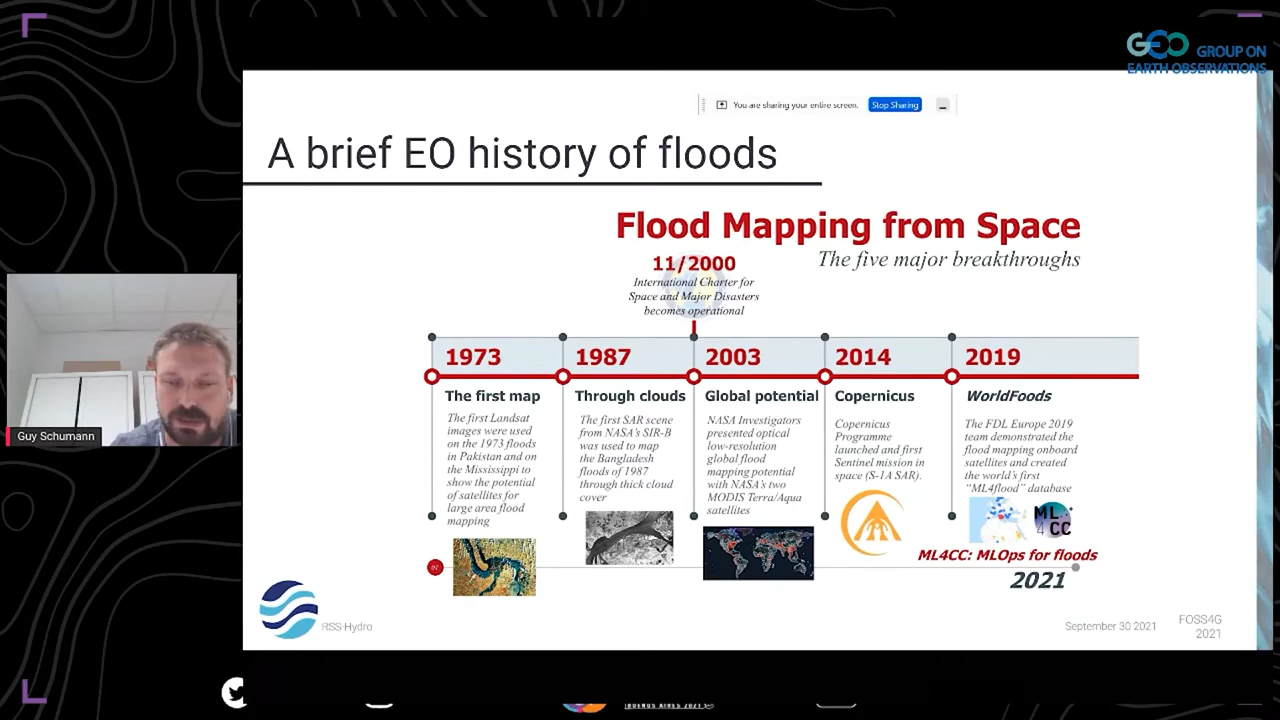 GEO GROUP ON
EARTH OBSERVATIONS
You are sharing your entire screen.
Stop Sharing
A brief EO history of floods
Flood Mapping from Space
The five major breakthroughs
11/2000
International Charter for
Space and Major Disasters
becomes operational
1973
1987
2003
2014
2019
The first map
Through clouds
Global potential
Copernicus
WorldFoods
The first Landsat
images were used
on the 1973 floods
in Pakistan and on
the Mississippi to
show the potential
of satellites for
large area flood
mapping
The first SAR scene
from NASA's SIR-B
was used to map
the Bangladesh
floods of 1987
through thick cloud
cover
NASA Investigators
presented optical
low-resolution
global flood
mapping potential
with NASA's two
MODIS Terra/Aqua
satellites
Copernicus
Programme
launched and first
Sentinel mission in
space (S-1A SAR).
The FDL Europe 2019
team demonstrated the
flood mapping onboard
satellites and created
the world's first
"ML4flood" database
ML
4CC
ML4CC: MLOps for floods
01
2021
Guy Schumann
RSS-Hydro
September 30 2021
FOSS4G
2021
BUENOS AIRES 2021